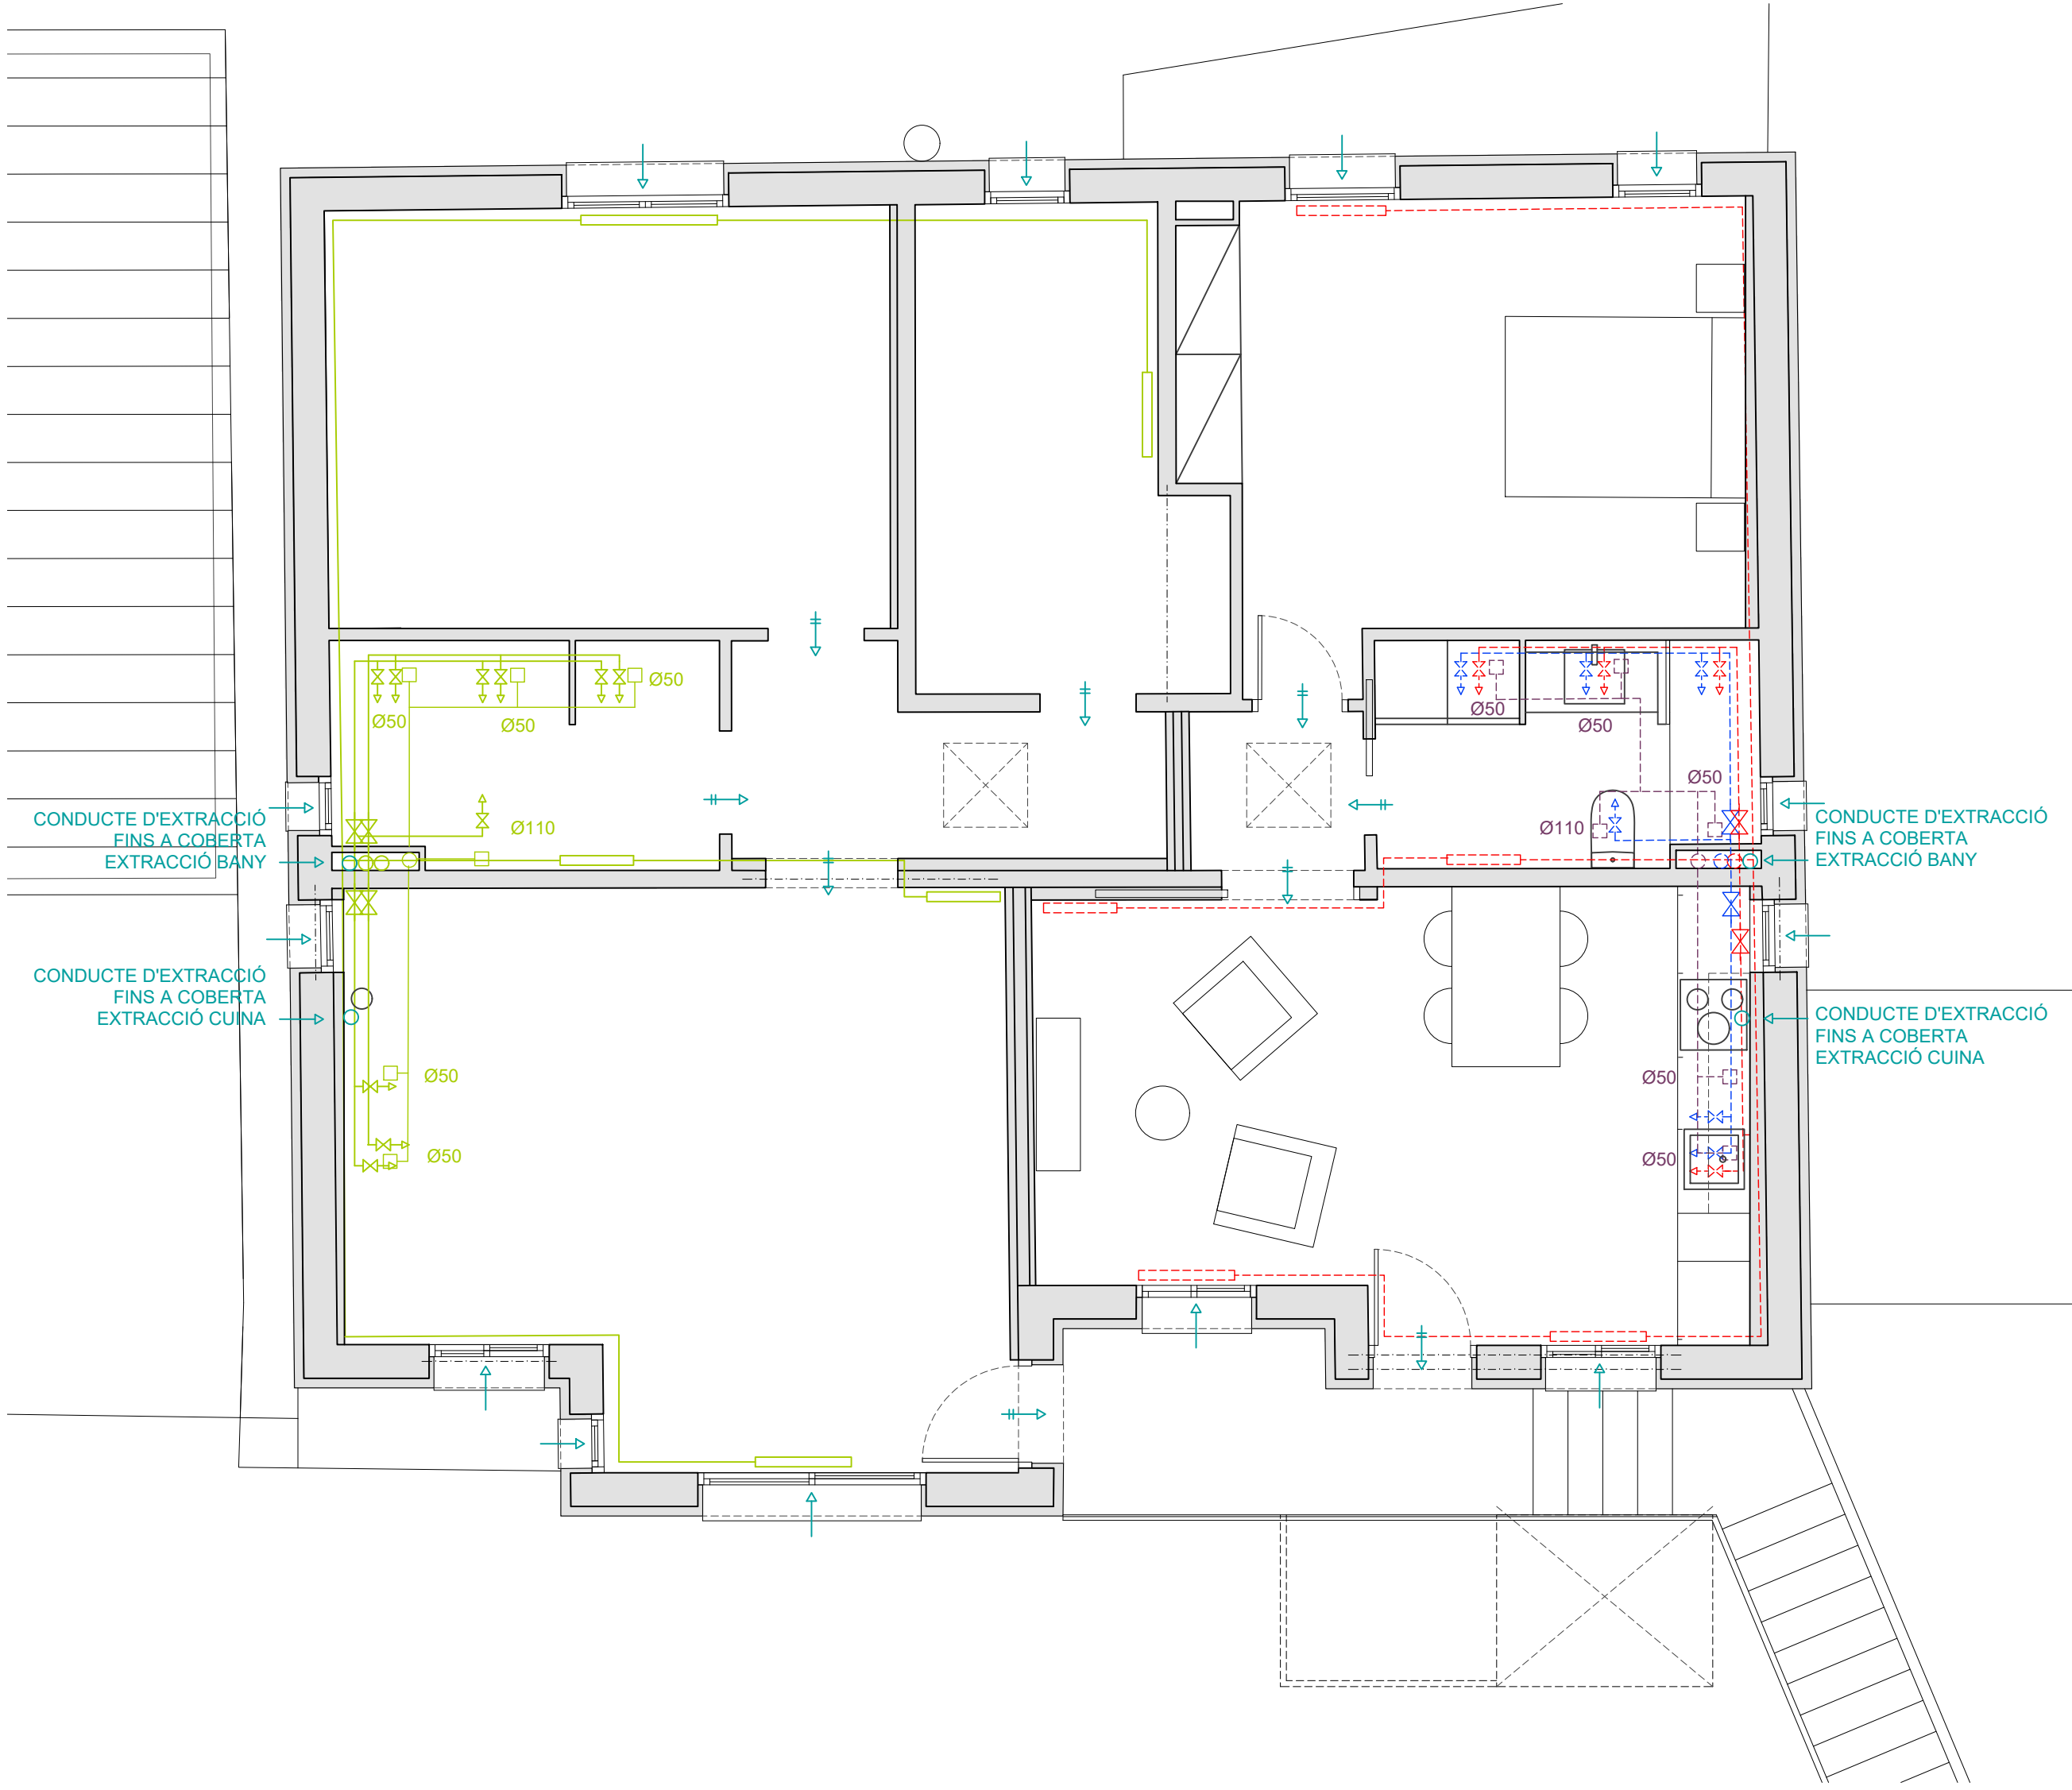 Ø50
Ø50
Ø50
Ø110
CONDUCTE D'EXTRACCIÓ
FINS A COBERTA
EXTRACCIÓ BANY
CONDUCTE D'EXTRACCIÓ
FINS A COBERTA
EXTRACCIÓ CUINA
Ø50
Ø50
Ø50
Ø50
Ø50
Ø110
CONDUCTE D'EXTRACCIÓ
FINS A COBERTA
EXTRACCIÓ BANY
CONDUCTE D'EXTRACCIÓ
FINS A COBERTA
EXTRACCIÓ CUINA
Ø50
Ø50